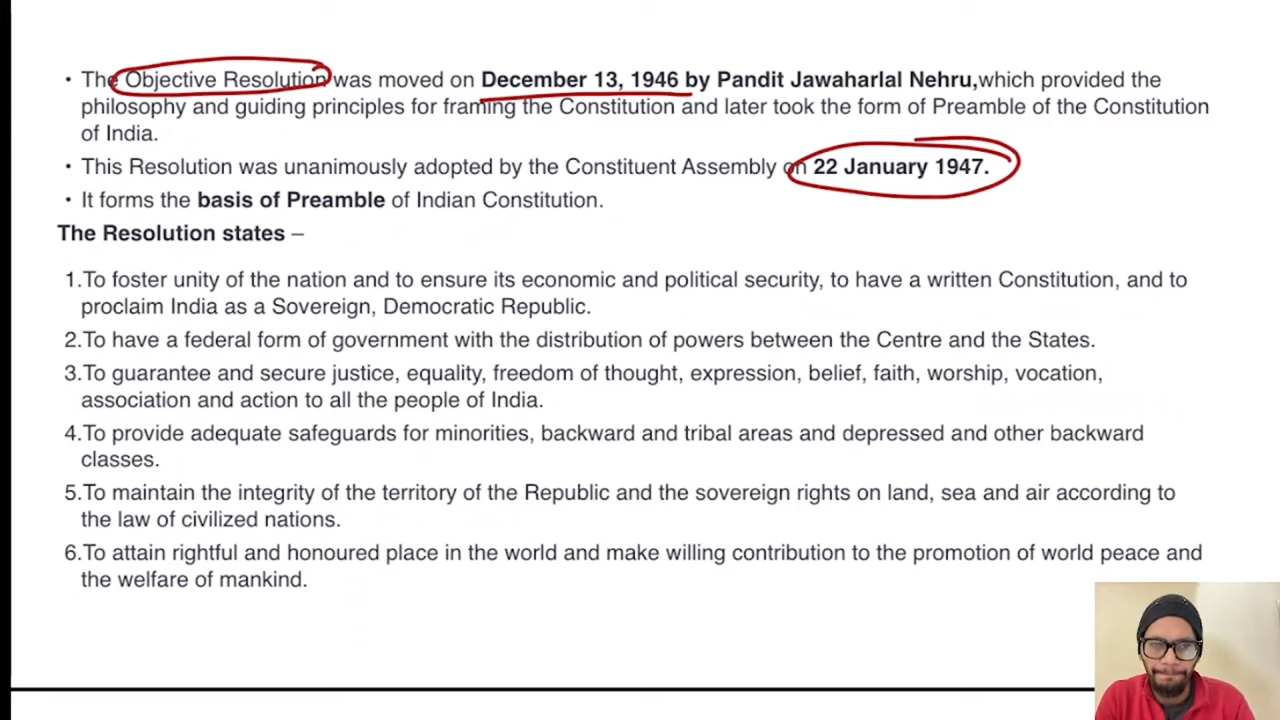 • The Objective Resolution was moved on December 13, 1946 by Pandit Jawaharlal Nehru,which provided the
philosophy and guiding principles for framing the Constitution and later took the form of Preamble of the Constitution
of India.
• This Resolution was unanimously adopted by the Constituent Assembly on 22 January 1947.
• It forms the basis of Preamble of Indian Constitution.
The Resolution states –
1.To foster unity of the nation and to ensure its economic and political security, to have a written Constitution, and to
proclaim India as a Sovereign, Democratic Republic.
2.To have a federal form of government with the distribution of powers between the Centre and the States.
3.To guarantee and secure justice, equality, freedom of thought, expression, belief, faith, worship, vocation,
association and action to all the people of India.
4.To provide adequate safeguards for minorities, backward and tribal areas and depressed and other backward
classes.
5.To maintain the integrity of the territory of the Republic and the sovereign rights on land, sea and air according to
the law of civilized nations.
6.To attain rightful and honoured place in the world and make willing contribution to the promotion of world peace and
the welfare of mankind.